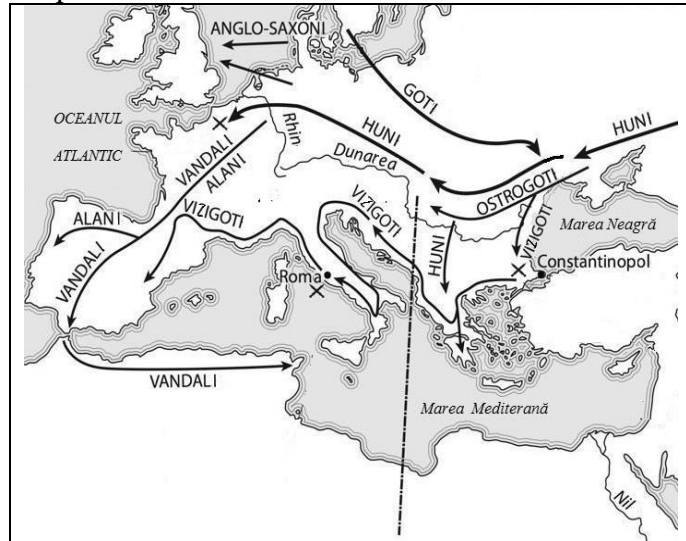 ANGLO-SAXONI
GOTI
OCEANUL
ATLANTIC
HUNI
HUNI
Rhin
Dunarea
VANDALI
ALANI
OSTROGOTI
ALANI
VIZIGOTI
VIZIGOTI
HUNI
VIZIGOTI
Marea Neagră
VANDALI
Roma
Constantinopol
VANDALI
Marea Mediterană
Nil